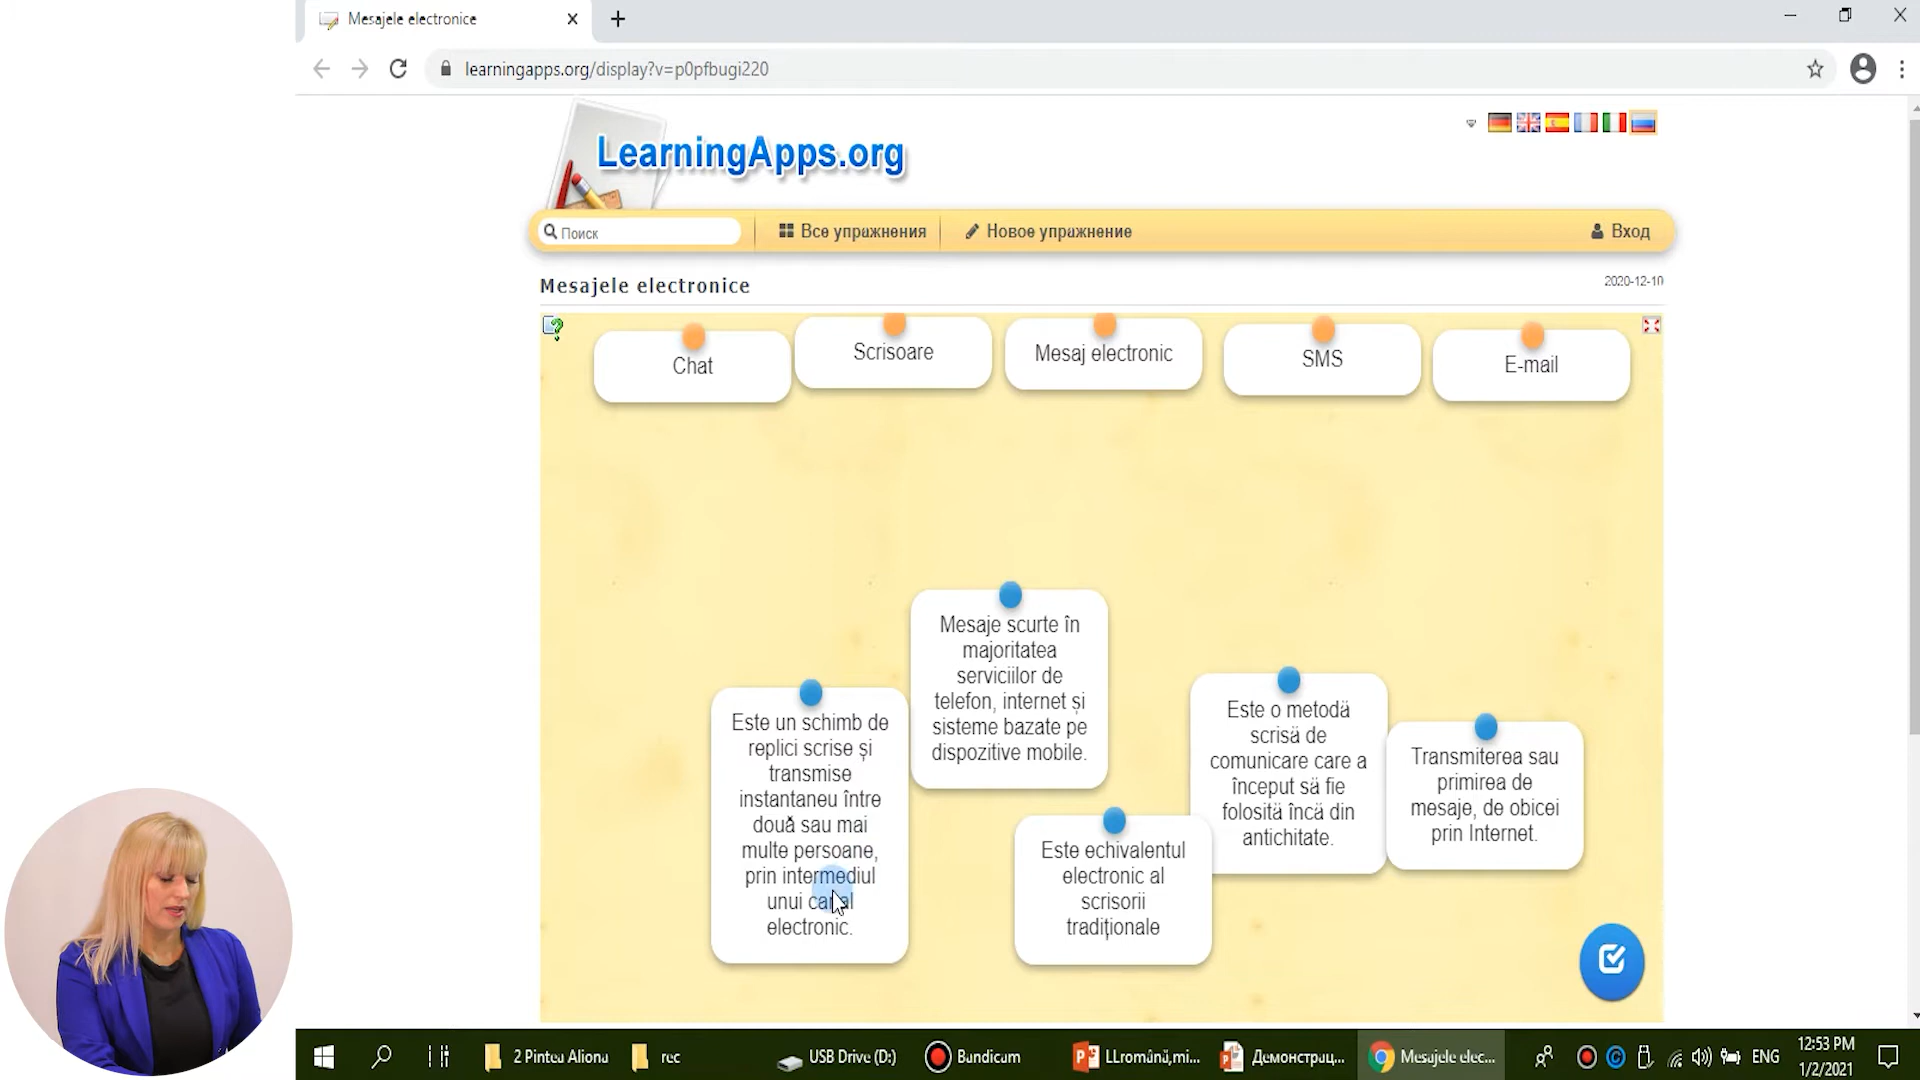 Mesajele electronice
learningapps.org/display?v=p0pfbugi220
LearningApps.org
Поиск
Все упражнения
Новое упражнение
Вход
Mesajele electronice
2020-12-10
Chat
Scrisoare
Mesaj electronic
SMS
E-mail
Mesaje scurte în
majoritatea
serviciilor de
telefon, internet și
sisteme bazate pe
dispozitive mobile.
Este un schimb de
replici scrise și
transmise
instantaneu între
două sau mai
multe persoane,
prin intermediul
unui canal
electronic.
Este o metodă
scrisă de
comunicare care a
început să fie
folosită încă din
antichitate.
Transmiterea sau
primirea de
mesaje, de obicei
prin Internet.
Este echivalentul
electronic al
scrisorii
tradiţionale
2 Pintea Aliona
rec
USB Drive (D:)
Bandicam
LLromână,mi...
Демонстрац...
Mesajele elec...
ENG
12:53 PM
1/2/2021